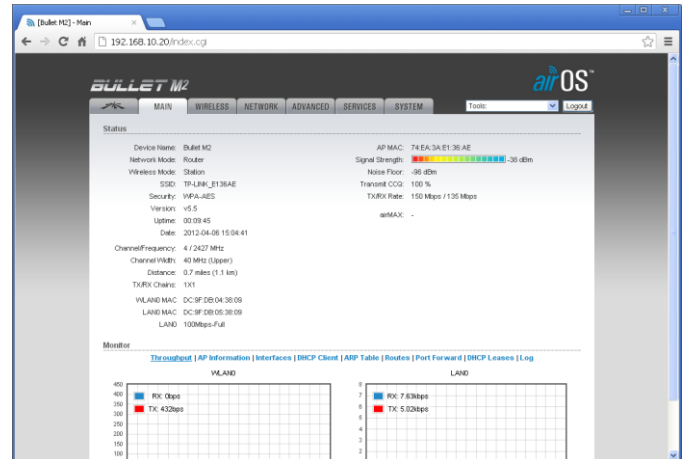 [Bullet M2] - Main
192.168.10.20/index.cgi
BULLET M2
airOS™
MAIN WIRELESS NETWORK ADVANCED SERVICES SYSTEM Tools: Logout
Status
Device Name: Bullet M2
Network Mode: Router
Wireless Mode: Station
SSID: TP-LINK_E136AE
Security: WPA-AES
Version: v5.5
Uptime: 00:09:45
Date: 2012-04-06 15:04:41
Channel/Frequency: 4 / 2427 MHz
Channel Width: 40 MHz (Upper)
Distance: 0.7 miles (1.1 km)
TX/RX Chains: 1X1
WLAN0 MAC DC:9F:DB:04:38:09
LAN0 MAC DC:9F:DB:05:38:09
LAN0 100Mbps-Full
AP MAC: 74:EA:3A:E1:36:AE
Signal Strength: -36 dBm
Noise Floor: -96 dBm
Transmit CCQ: 100 %
TX/RX Rate: 150 Mbps / 135 Mbps
airMAX: -
Monitor
Throughput | AP Information | Interfaces | DHCP Client | ARP Table | Routes | Port Forward | DHCP Leases | Log
WLAN0
450
400
350
300
250
200
150
100
RX: 0bps
TX: 432bps
LAN0
8
7
6
5
4
3
2
RX: 7.63kbps
TX: 5.02kbps